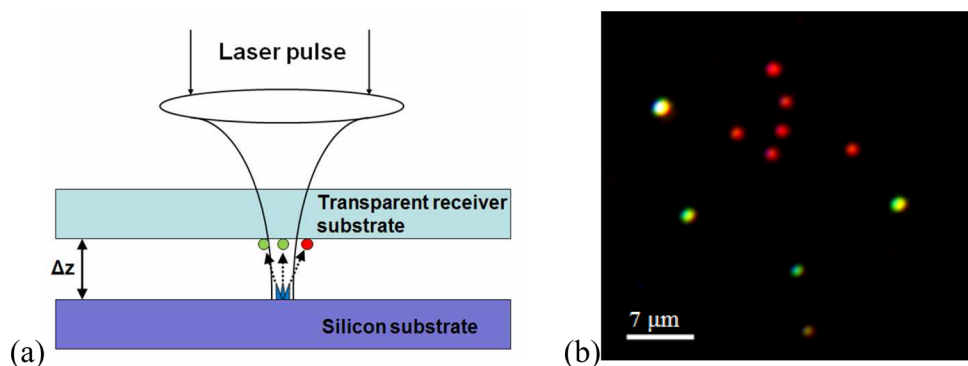 Laser pulse
Transparent receiver
substrate
Δz
Silicon substrate
(a)
7 μm
(b)